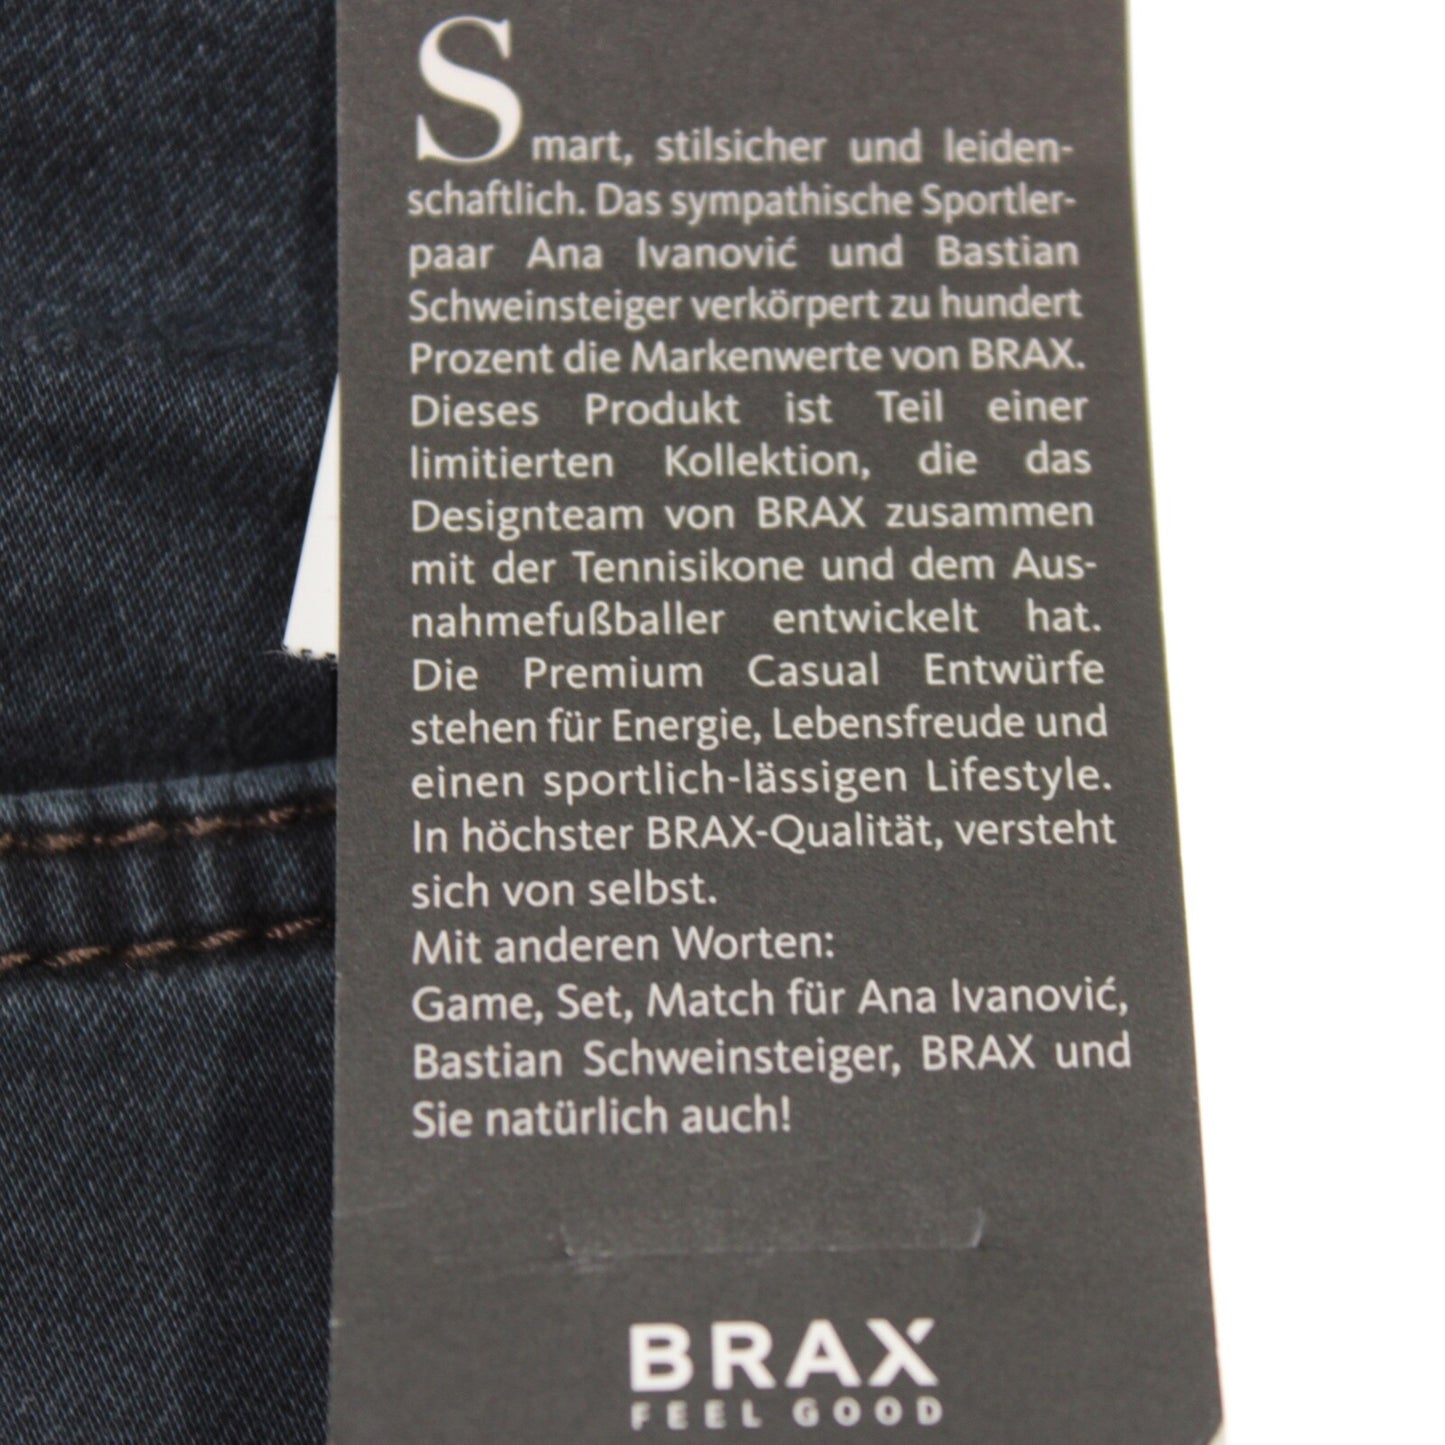 Smart, stilsicher und leiden-
schaftlich. Das sympathische Sportler-
paar Ana Ivanović und Bastian
Schweinsteiger verkörpert zu hundert
Prozent die Markenwerte von BRAX.
Dieses Produkt ist Teil einer
limitierten Kollektion, die das
Designteam von BRAX zusammen
mit der Tennisikone und dem Aus-
nahmefußballer entwickelt hat.
Die Premium Casual Entwürfe
stehen für Energie, Lebensfreude und
einen sportlich-lässigen Lifestyle.
In höchster BRAX-Qualität, versteht
sich von selbst.
Mit anderen Worten:
Game, Set, Match für Ana Ivanović,
Bastian Schweinsteiger, BRAX und
Sie natürlich auch!
BRAX
FEEL GOOD